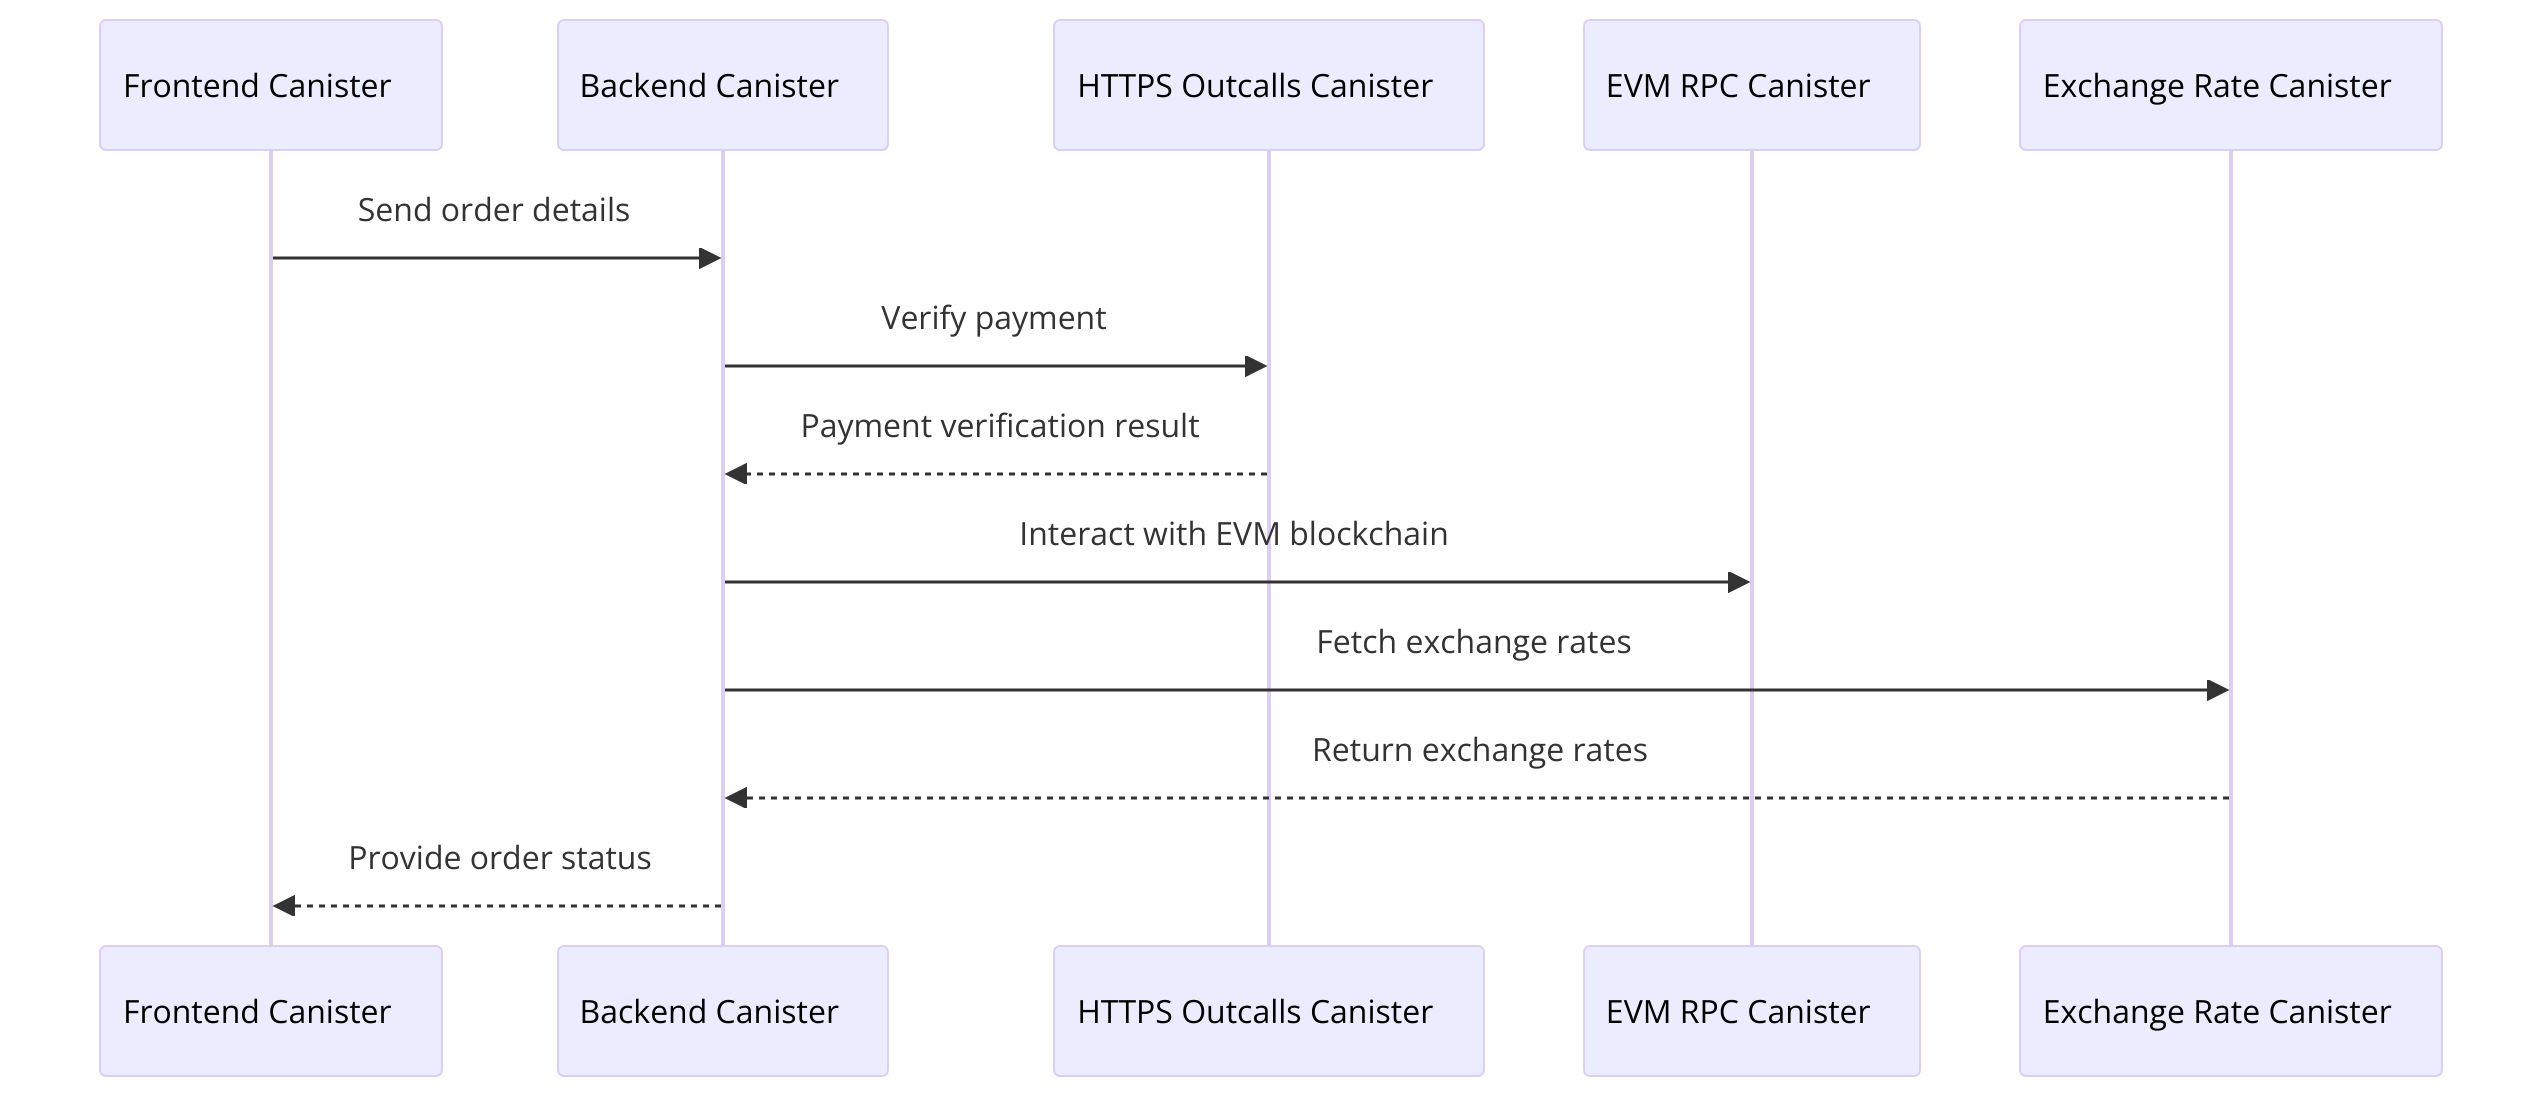 Frontend Canister
Backend Canister
HTTPS Outcalls Canister
EVM RPC Canister
Exchange Rate Canister
Send order details
Verify payment
Payment verification result
Interact with EVM blockchain
Fetch exchange rates
Return exchange rates
Provide order status
Frontend Canister
Backend Canister
HTTPS Outcalls Canister
EVM RPC Canister
Exchange Rate Canister